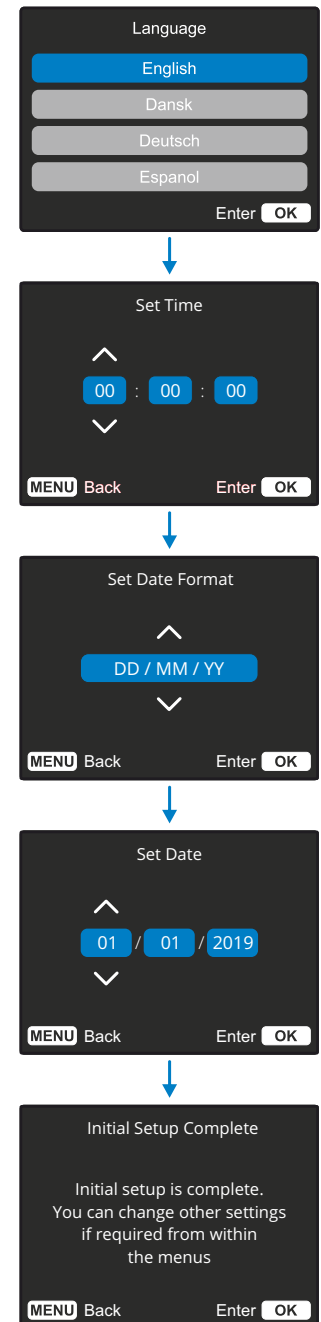 Language
English
Dansk
Deutsch
Espanol
Enter OK
Set Time
00 : 00 : 00
MENU Back Enter OK
Set Date Format
DD / MM / YY
MENU Back Enter OK
Set Date
01 / 01 / 2019
MENU Back Enter OK
Initial Setup Complete
Initial setup is complete.
You can change other settings
if required from within
the menus
MENU Back Enter OK